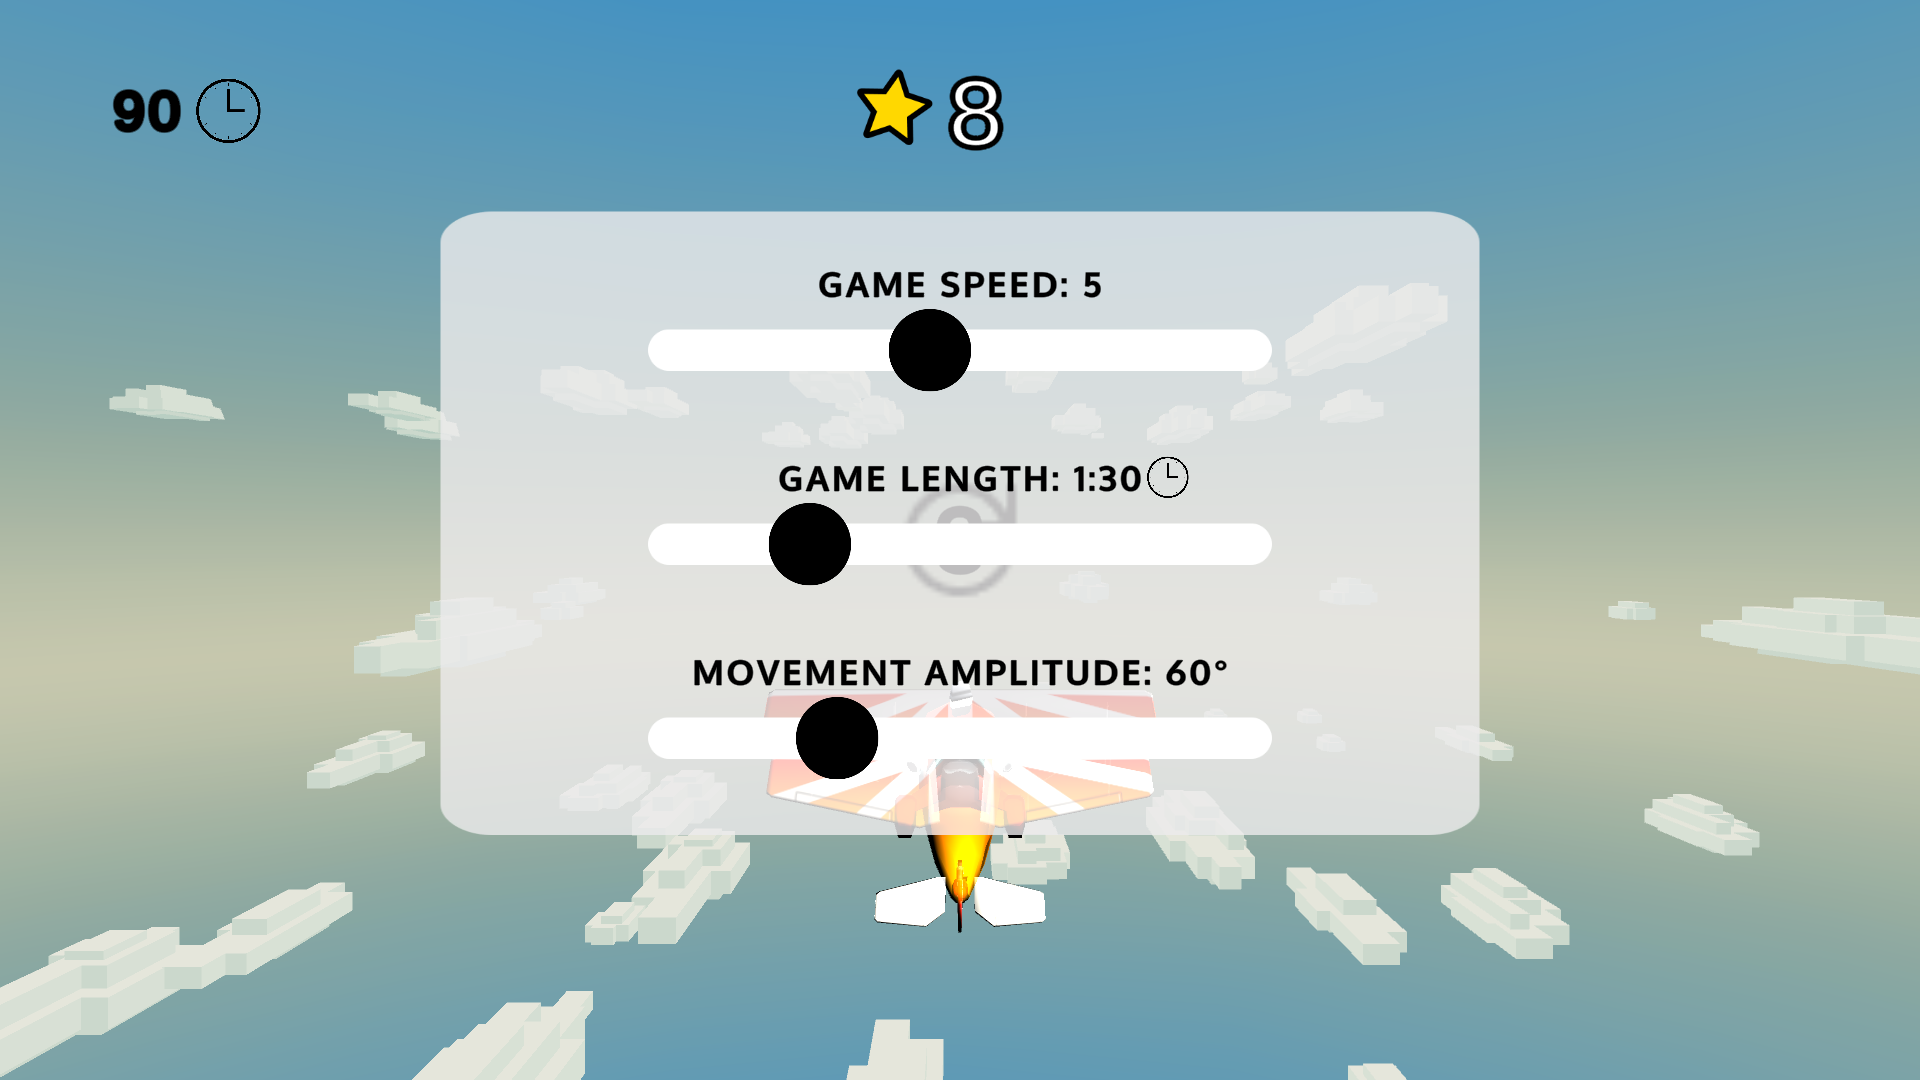 90
8
GAME SPEED: 5
GAME LENGTH: 1:30
MOVEMENT AMPLITUDE: 60°